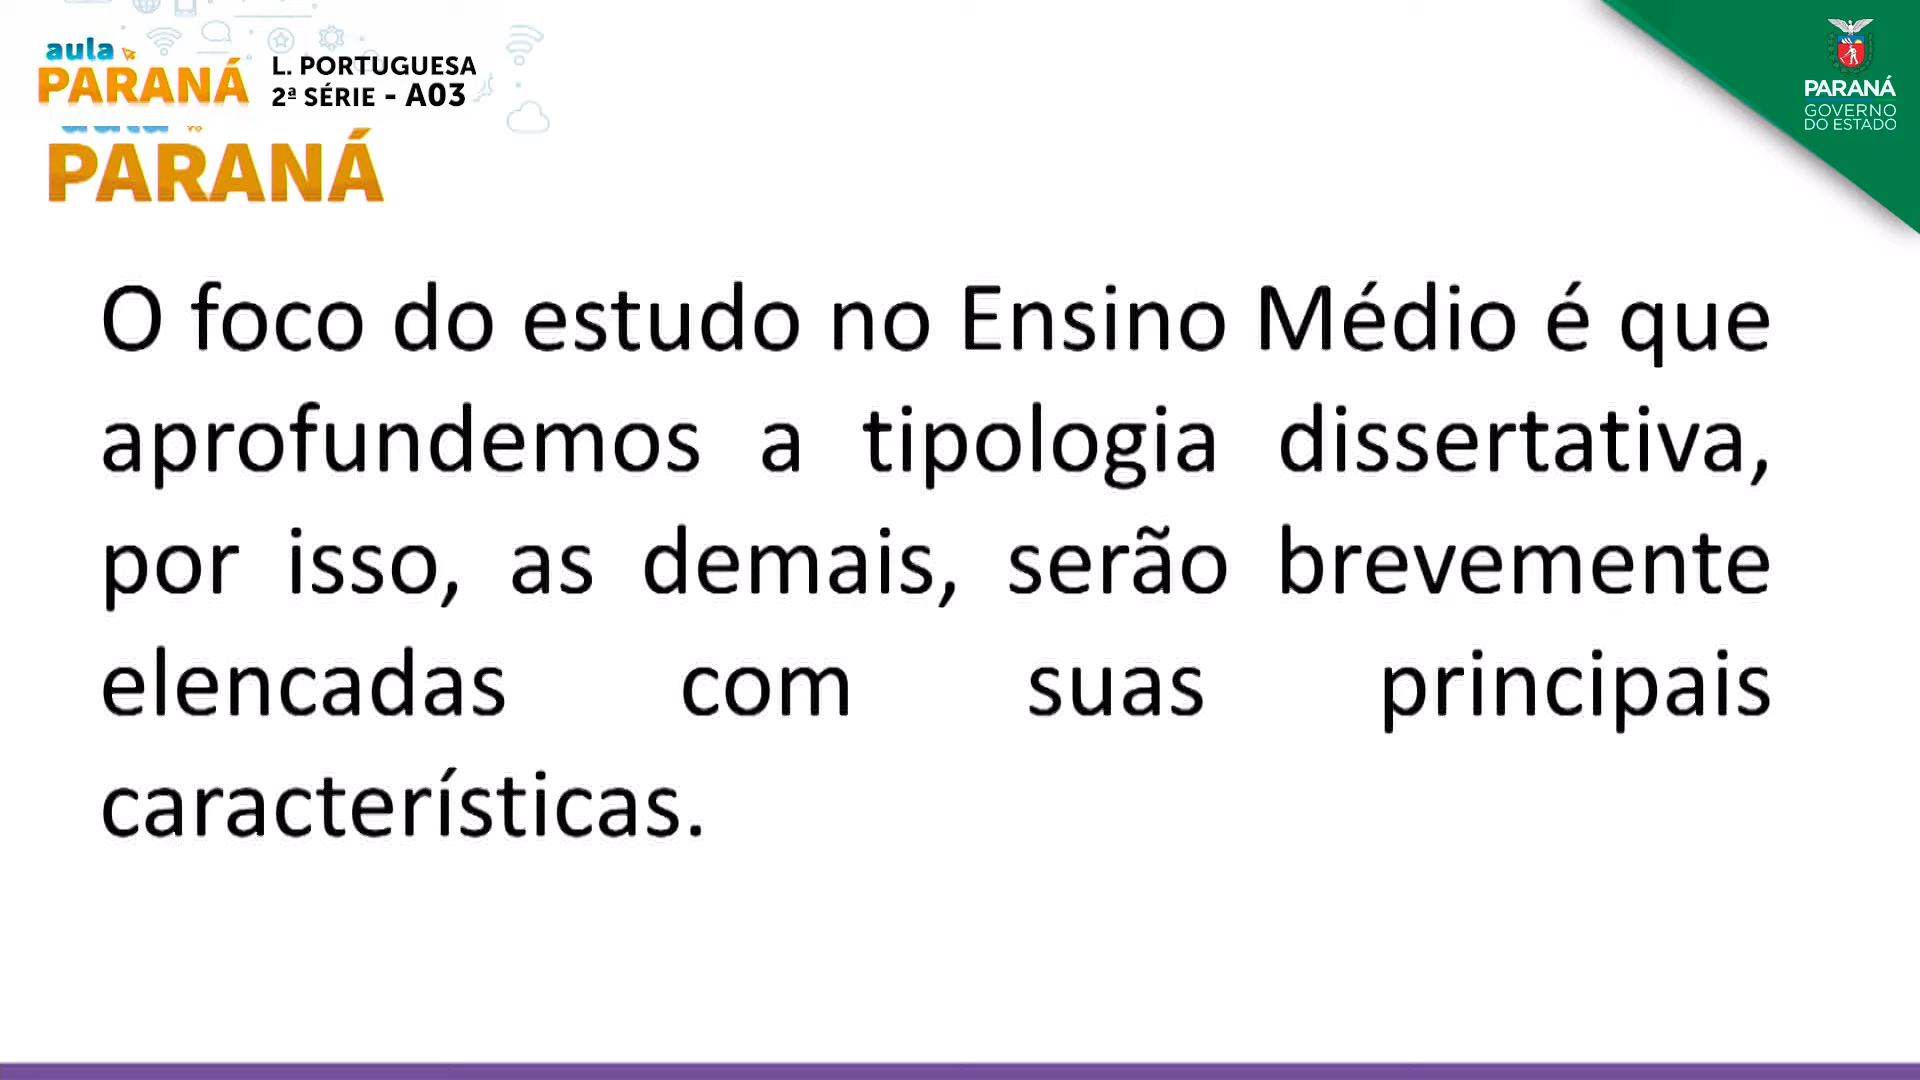 aula
PARANÁ
L. PORTUGUESA
2ª SÉRIE - A03
PARANÁ
GOVERNO
DO ESTADO
aula
PARANÁ
O foco do estudo no Ensino Médio é que
aprofundemos a tipologia dissertativa,
por isso, as demais, serão brevemente
elencadas com suas principais
características.